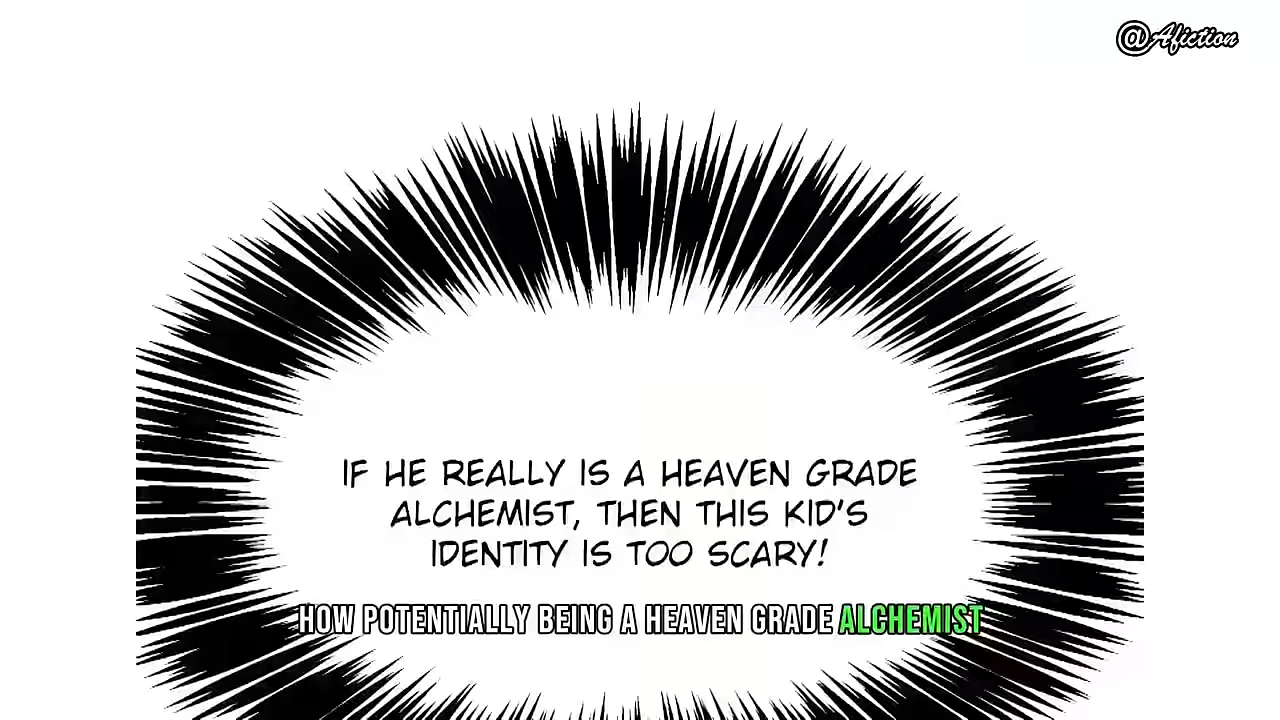 @Afiction
IF HE REALLY IS A HEAVEN GRADE
ALCHEMIST, THEN THIS KID'S
IDENTITY IS TOO SCARY!
HOW POTENTIALLY BEING A HEAVEN GRADE ALCHEMIST